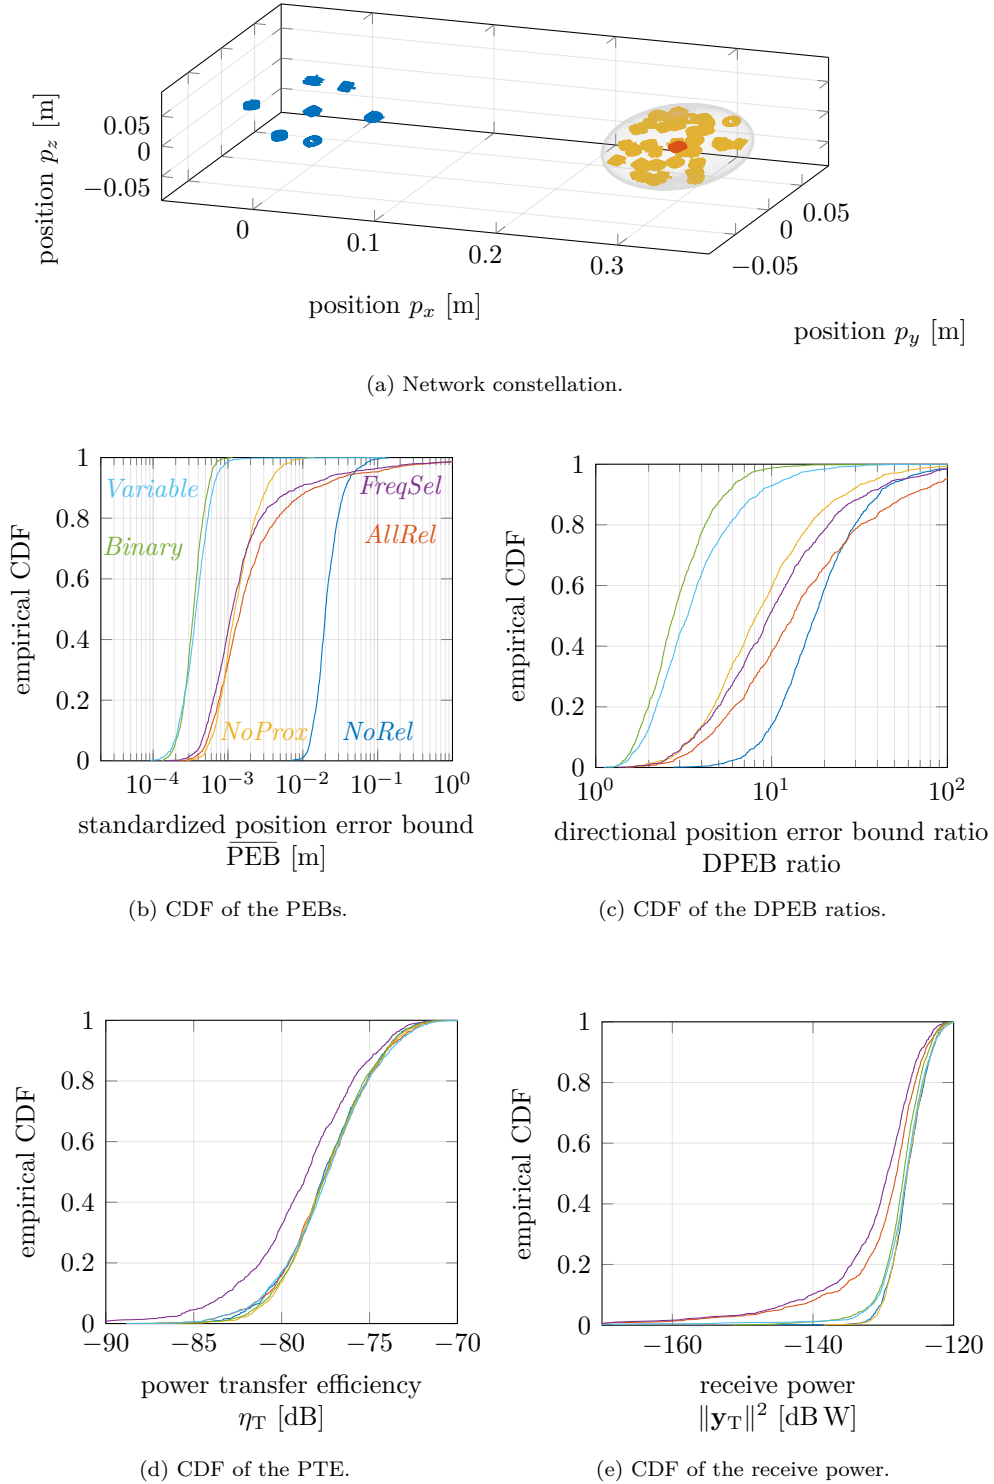 0.05
0
−0.05
position p_z [m]
0
0.1
0.2
0.3
position p_x [m]
−0.05
0
0.05
position p_y [m]
(a) Network constellation.
1
0.8
0.6
0.4
0.2
0
empirical CDF
Variable
Binary
FreqSel
AllRel
NoProx
NoRel
10^−4
10^−3
10^−2
10^−1
10^0
standardized position error bound
P̅E̅B̅ [m]
(b) CDF of the PEBs.
1
0.8
0.6
0.4
0.2
0
empirical CDF
10^0
10^1
10^2
directional position error bound ratio
DPEB ratio
(c) CDF of the DPEB ratios.
1
0.8
0.6
0.4
0.2
0
empirical CDF
−90
−85
−80
−75
−70
power transfer efficiency
η_T [dB]
(d) CDF of the PTE.
1
0.8
0.6
0.4
0.2
0
empirical CDF
−160
−140
−120
receive power
‖y_T‖² [dB W]
(e) CDF of the receive power.